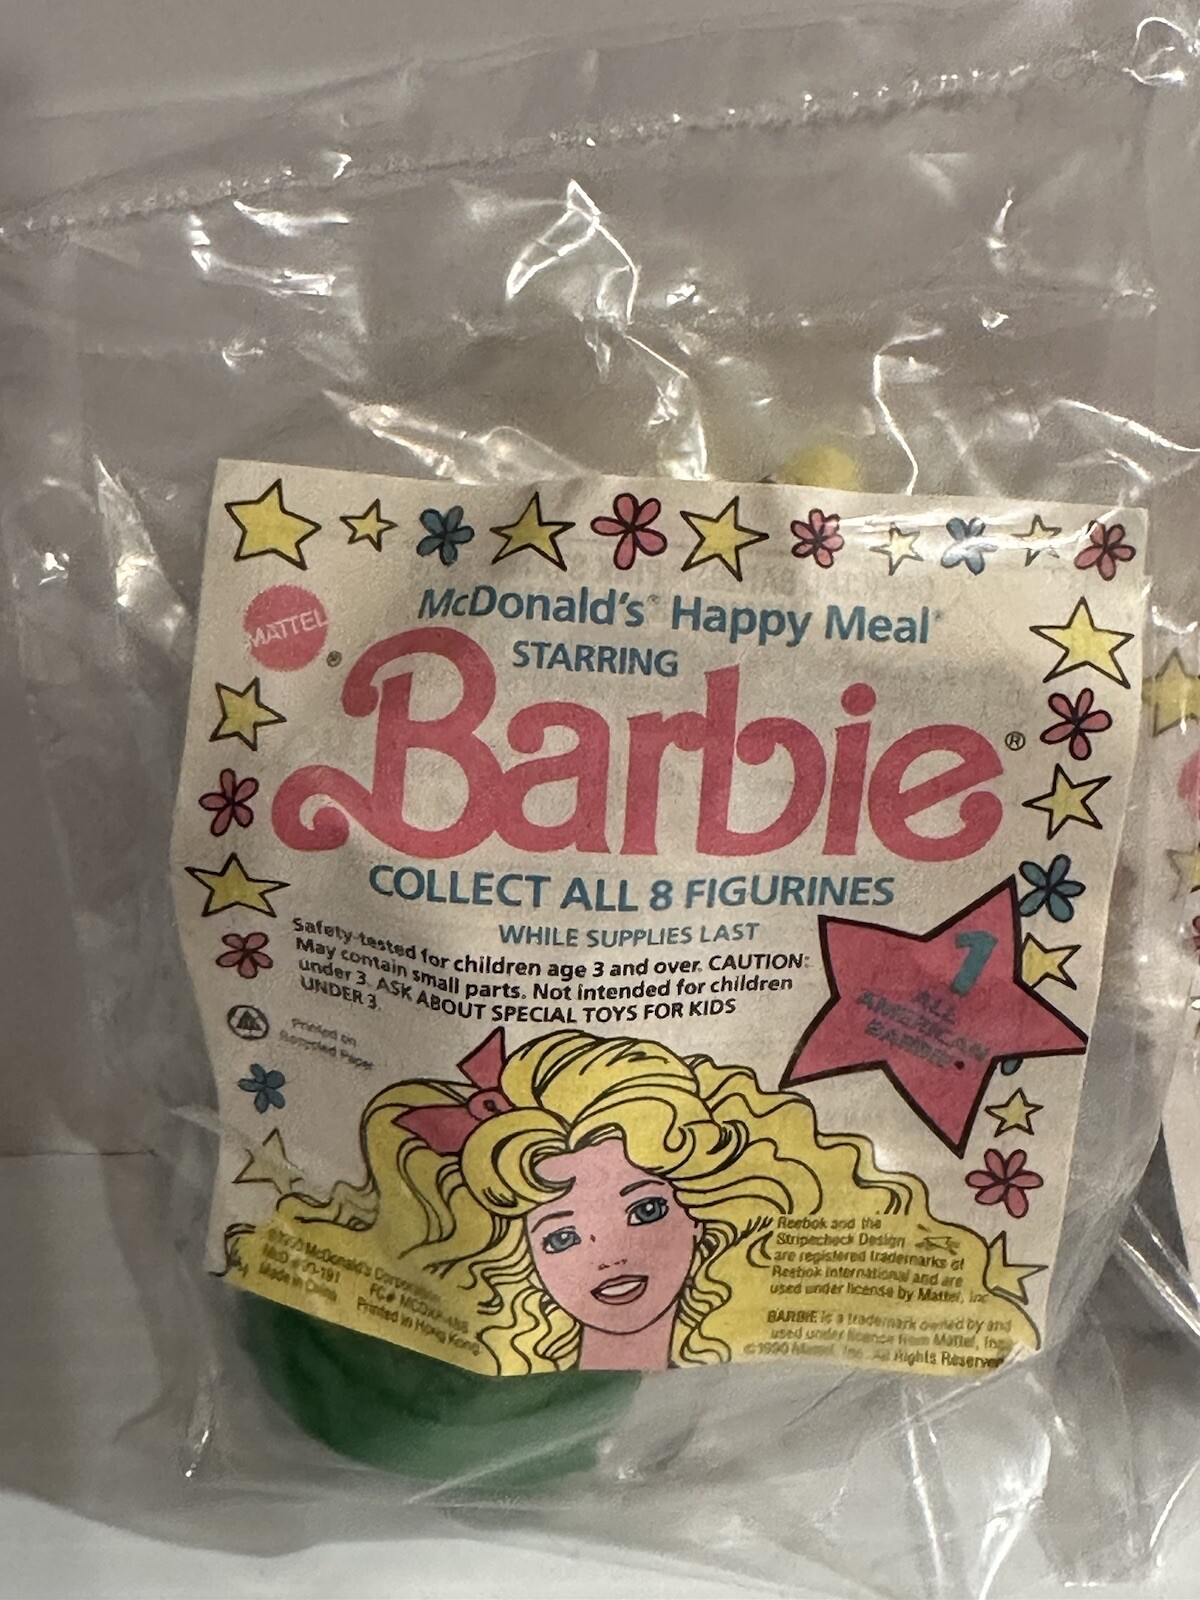 McDonald's® Happy Meal®
MATTEL®
STARRING
Barbie®
COLLECT ALL 8 FIGURINES
WHILE SUPPLIES LAST
Safety-tested for children age 3 and over. CAUTION:
May contain small parts. Not intended for children
under 3. ASK ABOUT SPECIAL TOYS FOR KIDS
UNDER 3.
Printed on
Recycled Paper
7
ALL
AMERICAN
BARBIE
©1990 McDonald's Corporation
McD
Made in China
Printed in Hong Kong
Reebok and the
Stripecheck Design
are registered trademarks of
Reebok International and are
used under license by Mattel, Inc.
BARBIE is a trademark owned by and
used under license from Mattel, Inc.
©1990 Mattel, Inc. All Rights Reserved